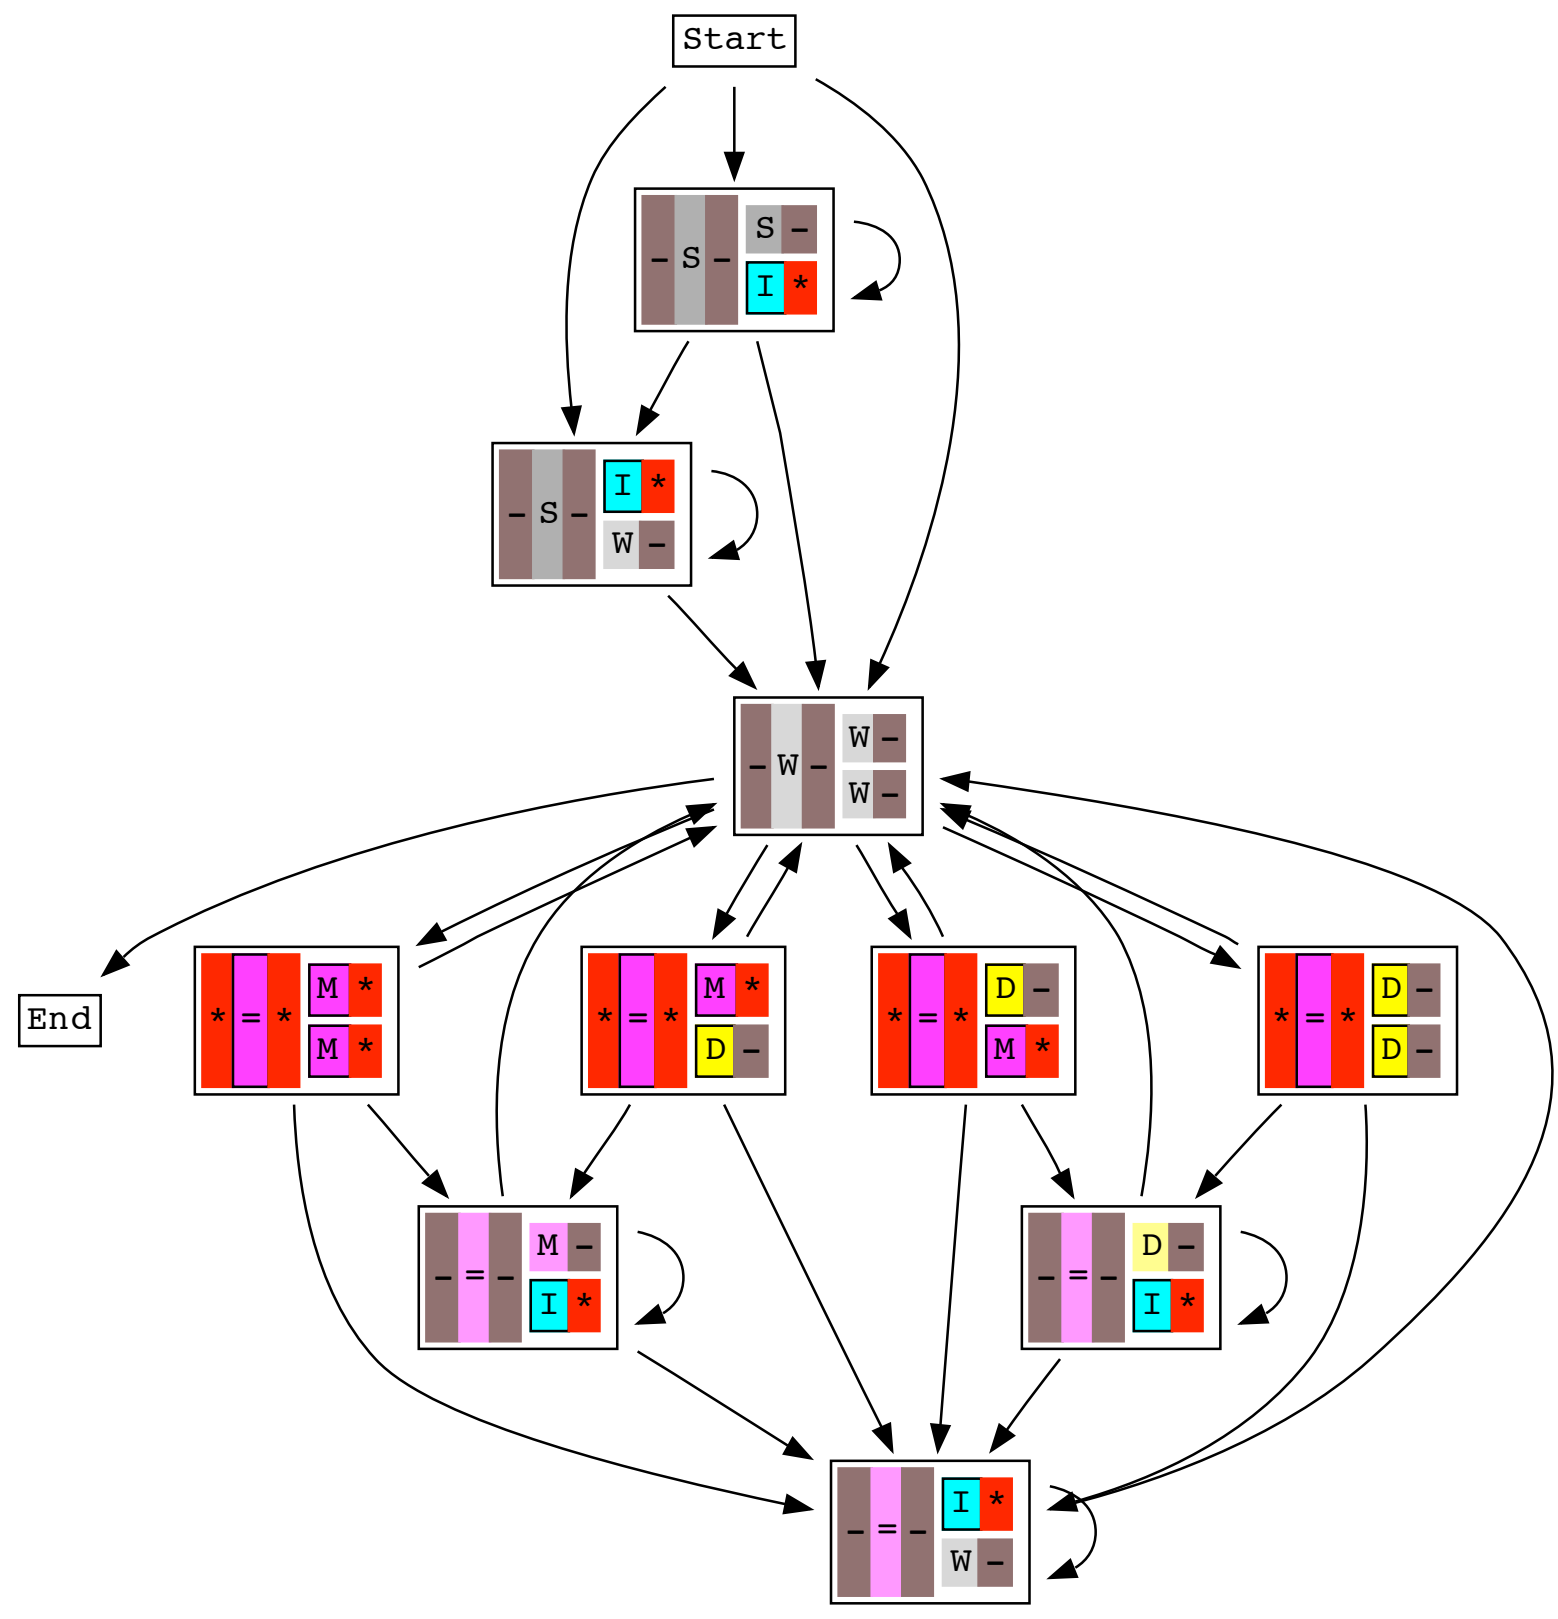 Start
- S - S -
I *
- S - I *
W -
- W - W -
W -
End
* = * M *
M *
* = * M *
D -
* = * D -
M *
* = * D -
D -
- = - M -
I *
- = - D -
I *
- = - I *
W -